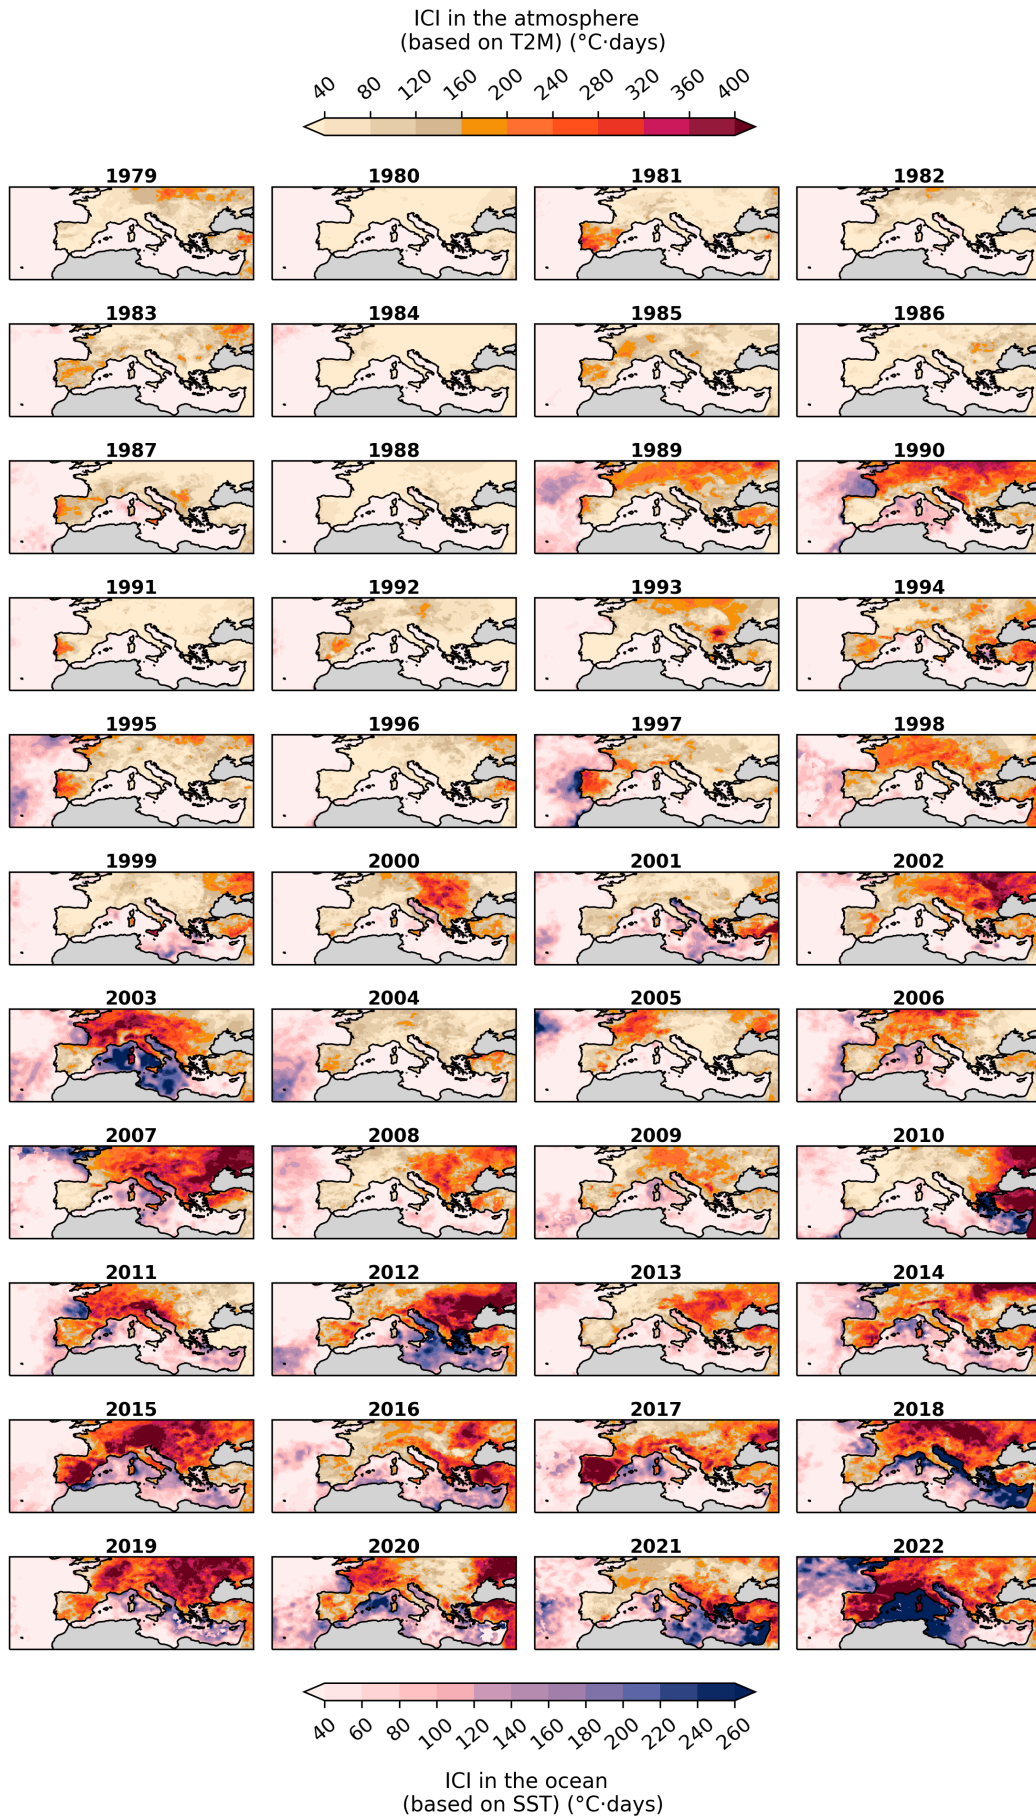 ICI in the atmosphere
(based on T2M) (°C·days)
40 80 120 160 200 240 280 320 360 400
1979 1980 1981 1982
1983 1984 1985 1986
1987 1988 1989 1990
1991 1992 1993 1994
1995 1996 1997 1998
1999 2000 2001 2002
2003 2004 2005 2006
2007 2008 2009 2010
2011 2012 2013 2014
2015 2016 2017 2018
2019 2020 2021 2022
40 60 80 100 120 140 160 180 200 220 240 260
ICI in the ocean
(based on SST) (°C·days)